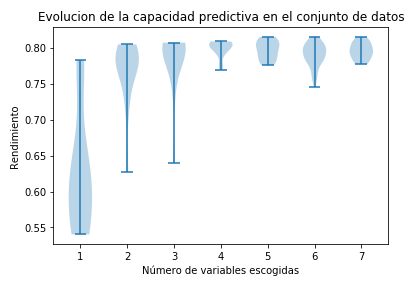 Evolucion de la capacidad predictiva en el conjunto de datos
0.80
0.75
0.70
0.65
0.60
0.55
Rendimiento
1 2 3 4 5 6 7
Número de variables escogidas